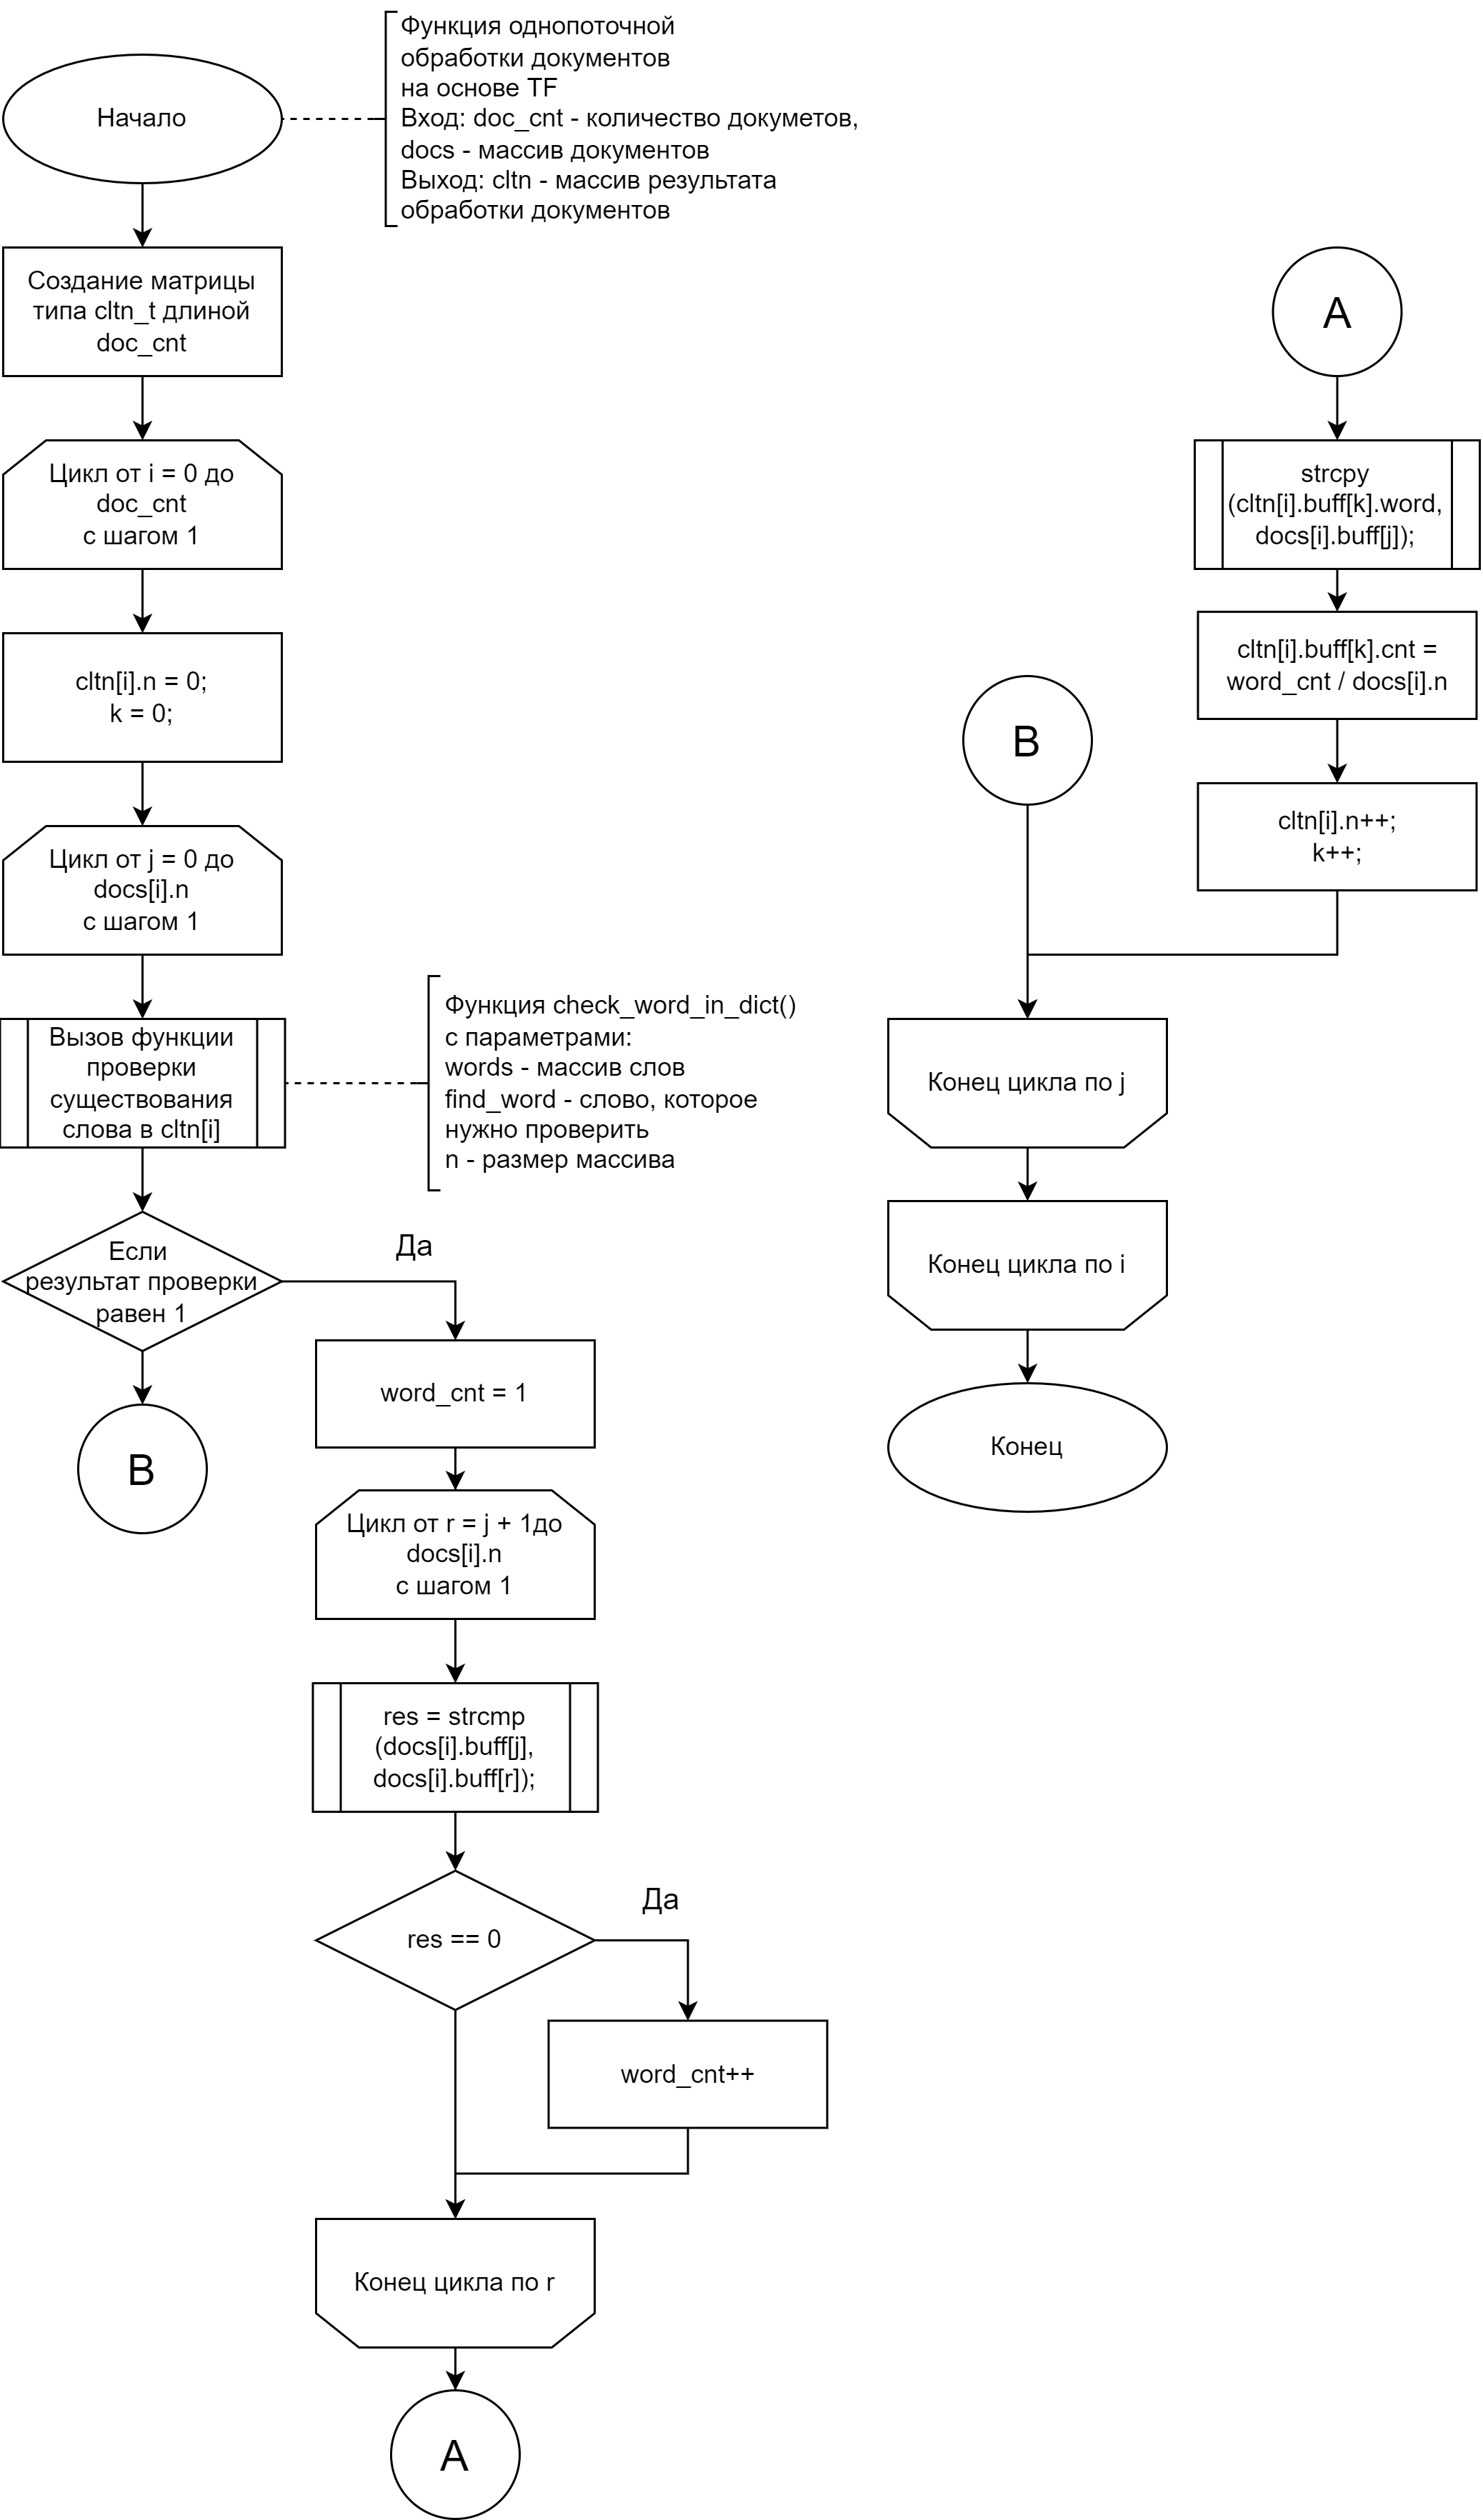 Начало
Функция однопоточной
обработки документов
на основе TF
Вход: doc_cnt - количество докуметов,
docs - массив документов
Выход: cltn - массив результата
обработки документов
Создание матрицы
типа cltn_t длиной
doc_cnt
Цикл от i = 0 до
doc_cnt
с шагом 1
cltn[i].n = 0;
k = 0;
Цикл от j = 0 до
docs[i].n
с шагом 1
Вызов функции
проверки
существования
слова в cltn[i]
Функция check_word_in_dict()
с параметрами:
words - массив слов
find_word - слово, которое
нужно проверить
n - размер массива
Если
результат проверки
равен 1
Да
B
word_cnt = 1
Цикл от r = j + 1до
docs[i].n
с шагом 1
res = strcmp
(docs[i].buff[j],
docs[i].buff[r]);
res == 0
Да
word_cnt++
Конец цикла по r
A
A
strcpy
(cltn[i].buff[k].word,
docs[i].buff[j]);
cltn[i].buff[k].cnt =
word_cnt / docs[i].n
cltn[i].n++;
k++;
B
Конец цикла по j
Конец цикла по i
Конец